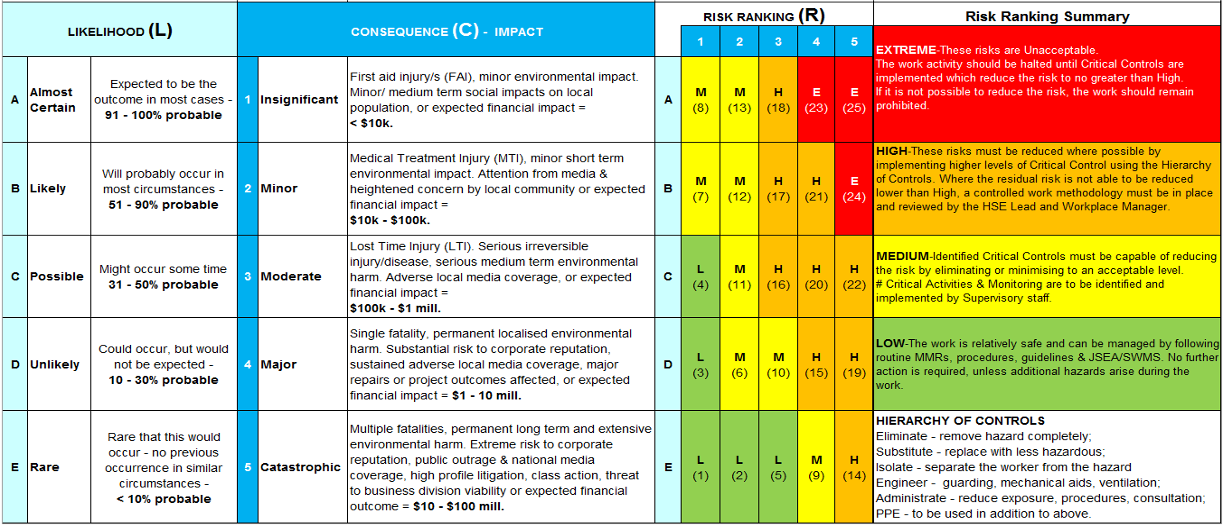 LIKELIHOOD (L)
CONSEQUENCE (C) - IMPACT
RISK RANKING (R)
1 2 3 4 5
Risk Ranking Summary
A
Almost
Certain
Expected to be the
outcome in most cases -
91 - 100% probable
1
Insignificant
First aid injury/s (FAI), minor environmental impact.
Minor/ medium term social impacts on local
population, or expected financial impact =
< $10k.
A
M M H E E
(8) (13) (18) (23) (25)
EXTREME-These risks are Unacceptable.
The work activity should be halted until Critical Controls are
implemented which reduce the risk to no greater than High.
If it is not possible to reduce the risk, the work should remain
prohibited.
B
Likely
Will probably occur in
most circumstances -
51 - 90% probable
2
Minor
Medical Treatment Injury (MTI), minor short term
environmental impact. Attention from media &
heightened concern by local community or expected
financial impact =
$10k - $100k.
B
M M H H E
(7) (12) (17) (21) (24)
HIGH-These risks must be reduced where possible by
implementing higher levels of Critical Control using the Hierarchy
of Controls. Where the residual risk is not able to be reduced
lower than High, a controlled work methodology must be in place
and reviewed by the HSE Lead and Workplace Manager.
C
Possible
Might occur some time
31 - 50% probable
3
Moderate
Lost Time Injury (LTI). Serious irreversible
injury/disease, serious medium term environmental
harm. Adverse local media coverage, or expected
financial impact =
$100k - $1 mill.
C
L M H H H
(4) (11) (16) (20) (22)
MEDIUM-Identified Critical Controls must be capable of reducing
the risk by eliminating or minimising to an acceptable level.
# Critical Activities & Monitoring are to be identified and
implemented by Supervisory staff.
D
Unlikely
Could occur, but would
not be expected -
10 - 30% probable
4
Major
Single fatality, permanent localised environmental
harm. Substantial risk to corporate reputation,
sustained adverse local media coverage, major
repairs or project outcomes affected, or expected
financial impact = $1 - 10 mill.
D
L M M H H
(3) (6) (10) (15) (19)
LOW-The work is relatively safe and can be managed by following
routine MMRs, procedures, guidelines & JSEA/SWMS. No further
action is required, unless additional hazards arise during the
work.
E
Rare
Rare that this would
occur - no previous
occurrence in similar
circumstances -
< 10% probable
5
Catastrophic
Multiple fatalities, permanent long term and extensive
environmental harm. Extreme risk to corporate
reputation, public outrage & national media
coverage, high profile litigation, class action, threat
to business division viability or expected financial
outcome = $10 - $100 mill.
E
L L L M H
(1) (2) (5) (9) (14)
HIERARCHY OF CONTROLS
Eliminate - remove hazard completely;
Substitute - replace with less hazardous;
Isolate - separate the worker from the hazard
Engineer - guarding, mechanical aids, ventilation;
Administrate - reduce exposure, procedures, consultation;
PPE - to be used in addition to above.